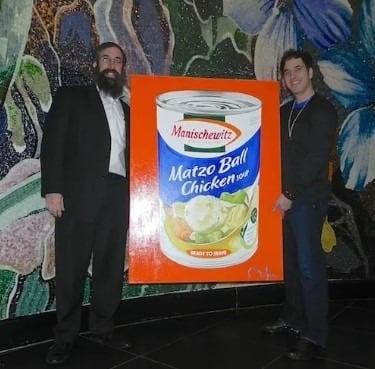 Manischewitz
Matzo Ball
Chicken SOUP
READY TO SERVE